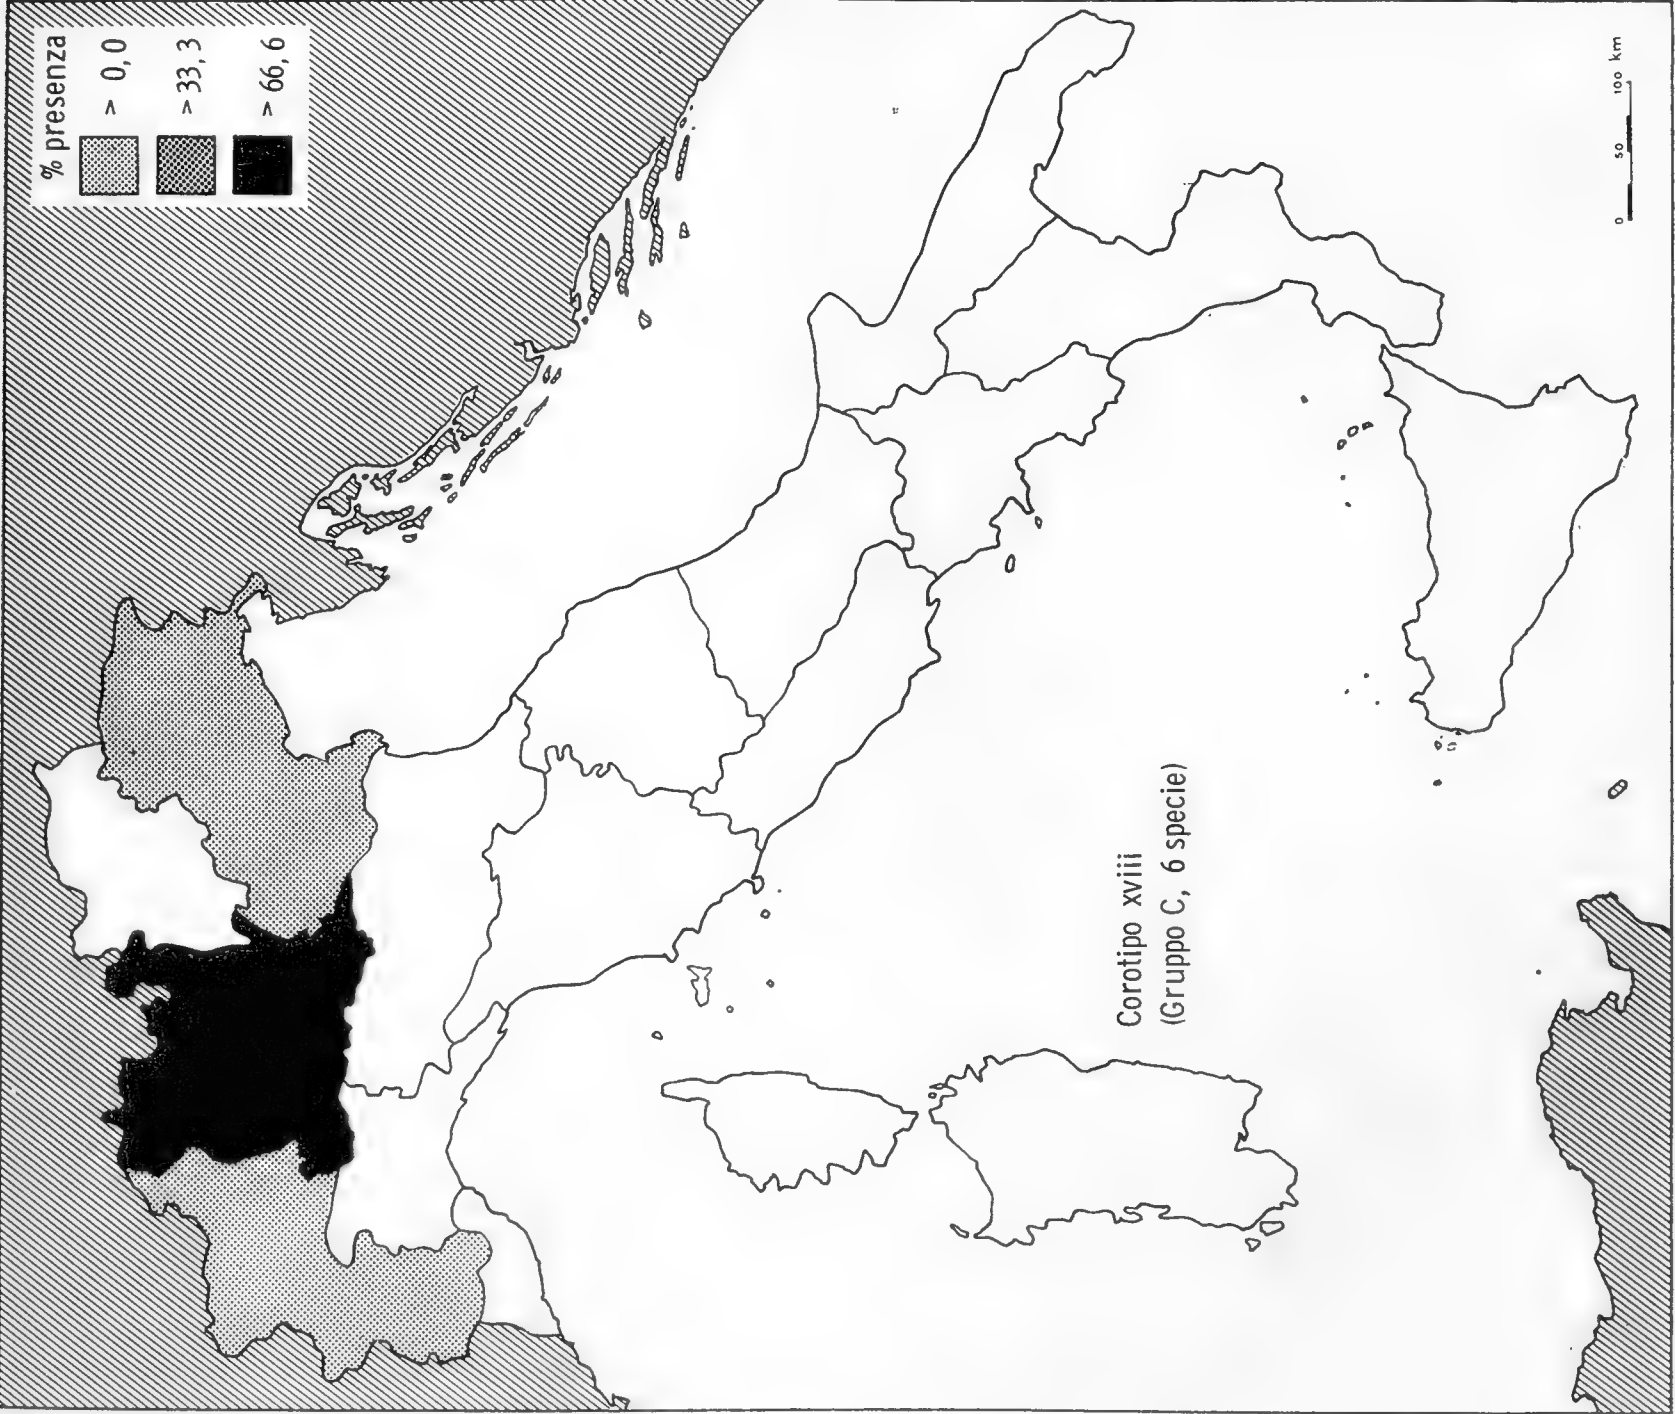 % presenza
> 0,0
> 33,3
> 66,6
Corotipo xviii
(Gruppo C, 6 specie)
0 50 100 km